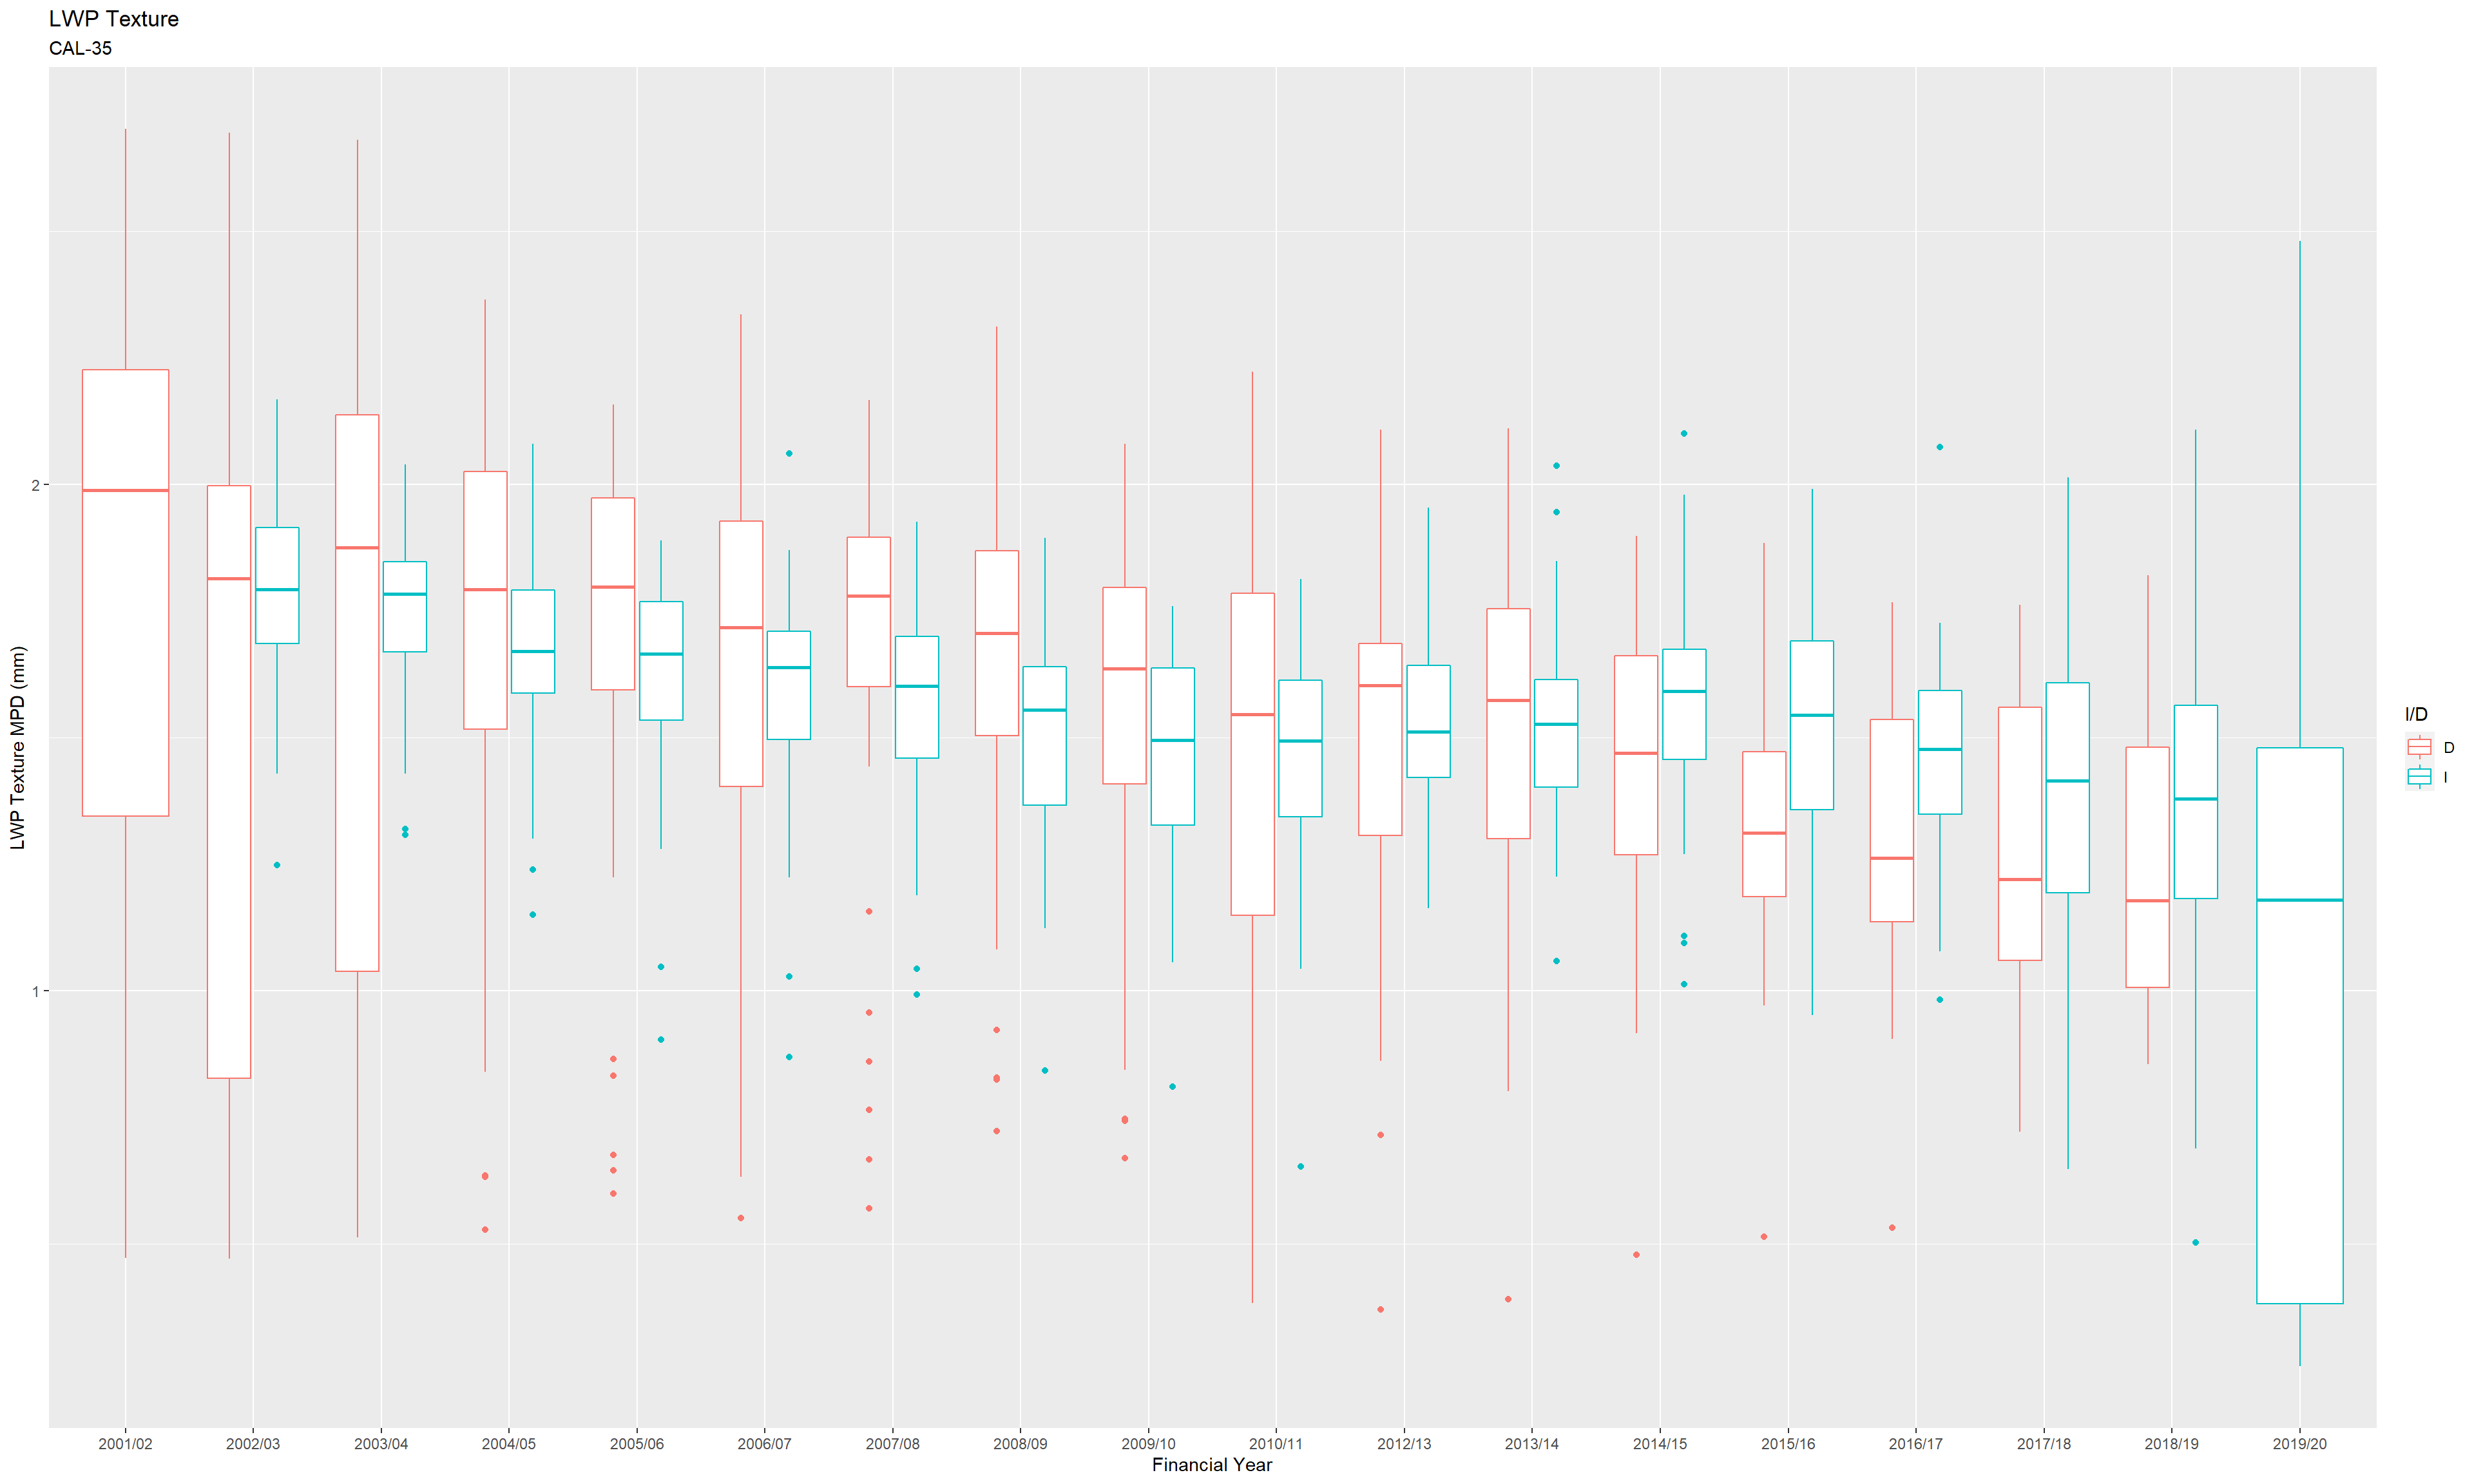 LWP Texture
CAL-35
LWP Texture MPD (mm)
2
1
2001/02 2002/03 2003/04 2004/05 2005/06 2006/07 2007/08 2008/09 2009/10 2010/11 2012/13 2013/14 2014/15 2015/16 2016/17 2017/18 2018/19 2019/20
Financial Year
I/D
D
I